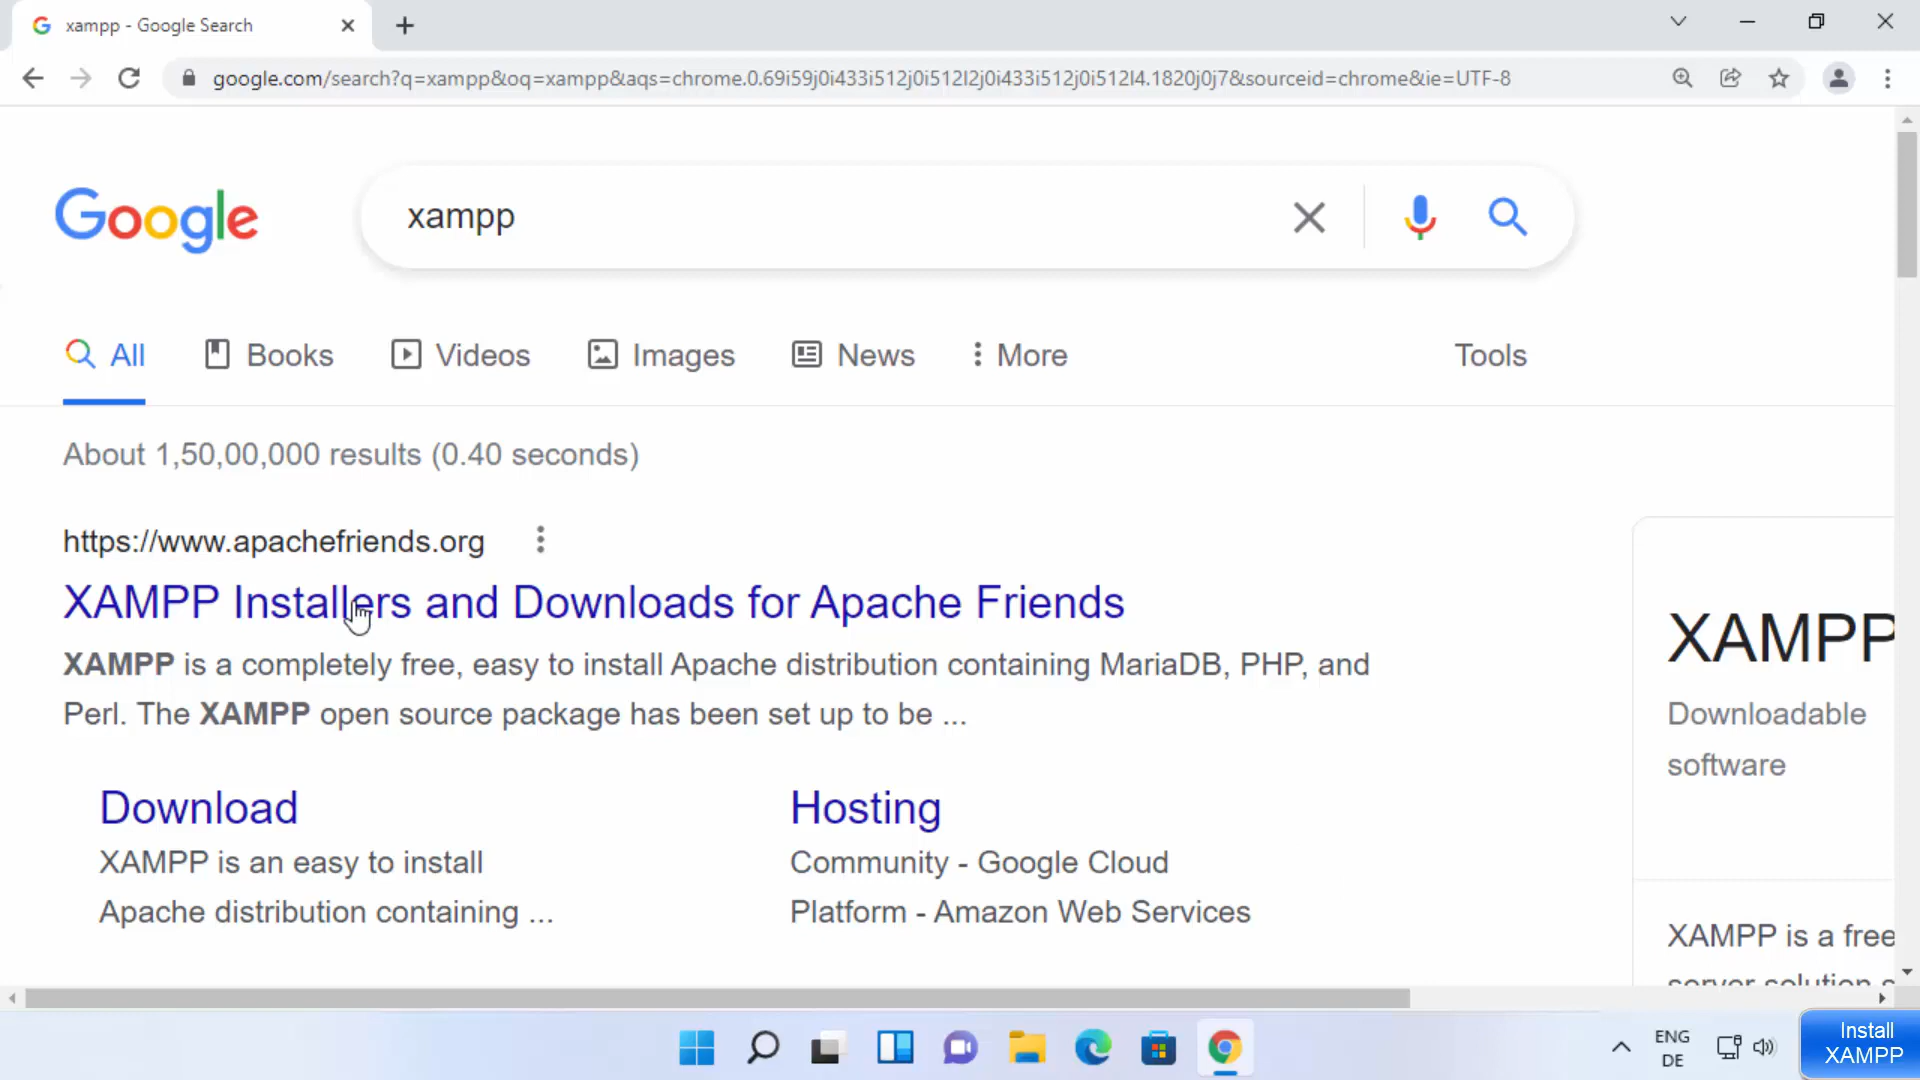 xampp - Google Search
google.com/search?q=xampp&oq=xampp&aqs=chrome.0.69i59j0i433i512j0i512l2j0i433i512j0i512l4.1820j0j7&sourceid=chrome&ie=UTF-8
Google
xampp
All
Books
Videos
Images
News
More
Tools
About 1,50,00,000 results (0.40 seconds)
https://www.apachefriends.org
XAMPP Installers and Downloads for Apache Friends
XAMPP is a completely free, easy to install Apache distribution containing MariaDB, PHP, and
Perl. The XAMPP open source package has been set up to be ...
Download
XAMPP is an easy to install
Apache distribution containing ...
Hosting
Community - Google Cloud
Platform - Amazon Web Services
XAMPP
Downloadable
software
XAMPP is a free
server solution s
ENG
DE
Install
XAMPP